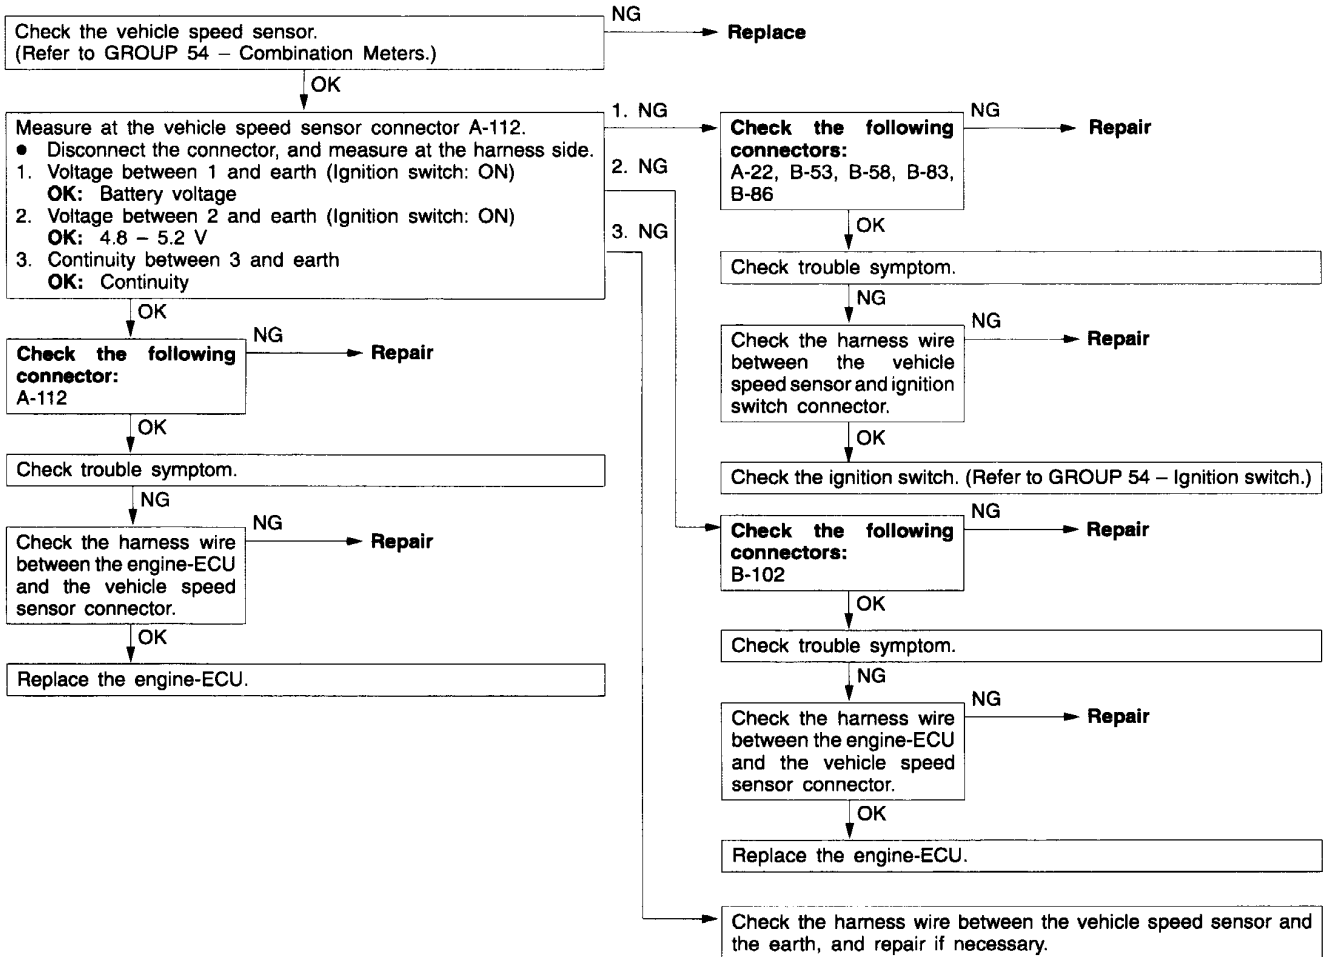 NG
Check the vehicle speed sensor.
(Refer to GROUP 54 – Combination Meters.)
Replace
OK
Measure at the vehicle speed sensor connector A-112.
● Disconnect the connector, and measure at the harness side.
1. Voltage between 1 and earth (Ignition switch: ON)
OK: Battery voltage
2. Voltage between 2 and earth (Ignition switch: ON)
OK: 4.8 – 5.2 V
3. Continuity between 3 and earth
OK: Continuity
OK
Check the following
connector:
A-112
NG
Repair
OK
Check trouble symptom.
NG
Check the harness wire
between the engine-ECU
and the vehicle speed
sensor connector.
NG
Repair
OK
Replace the engine-ECU.
1. NG
2. NG
3. NG
Check the following
connectors:
A-22, B-53, B-58, B-83,
B-86
NG
Repair
OK
Check trouble symptom.
NG
Check the harness wire
between the vehicle
speed sensor and ignition
switch connector.
NG
Repair
OK
Check the ignition switch. (Refer to GROUP 54 – Ignition switch.)
Check the following
connectors:
B-102
NG
Repair
OK
Check trouble symptom.
NG
Check the harness wire
between the engine-ECU
and the vehicle speed
sensor connector.
NG
Repair
OK
Replace the engine-ECU.
Check the harness wire between the vehicle speed sensor and
the earth, and repair if necessary.